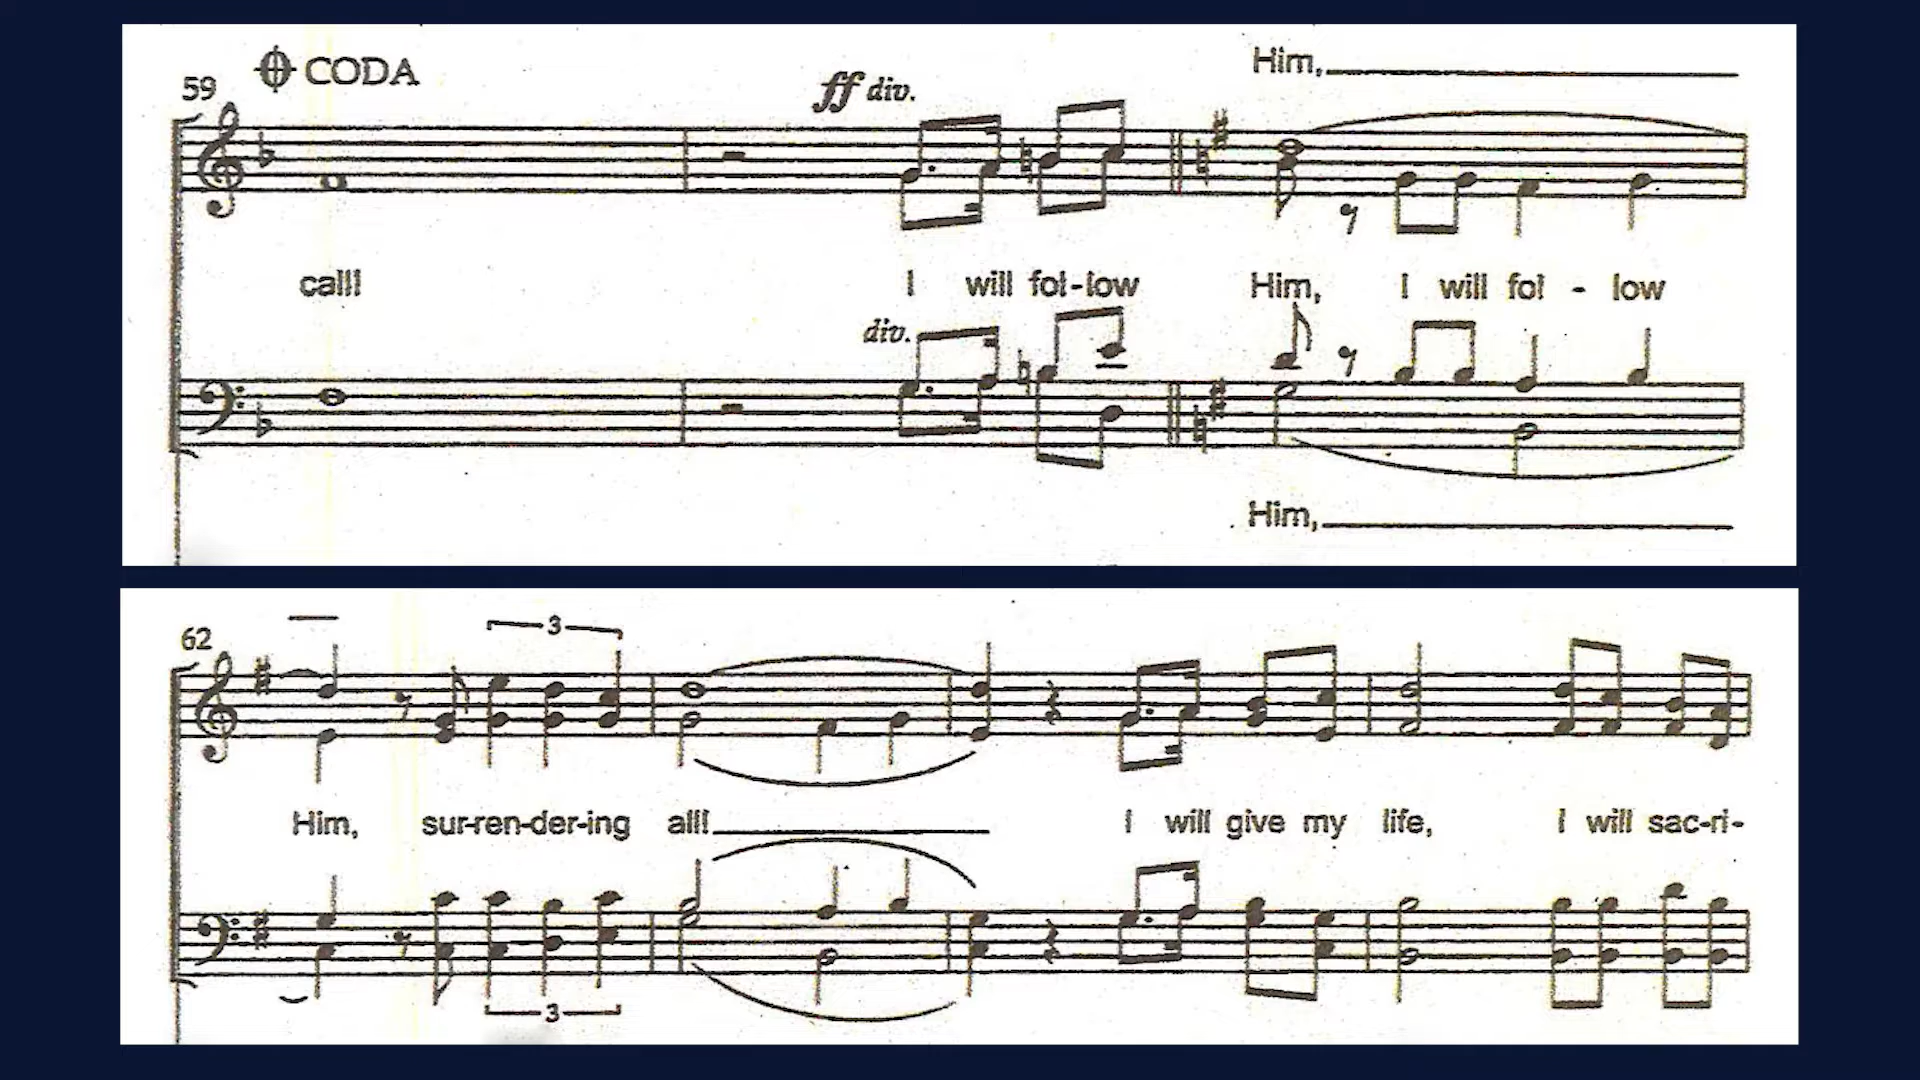 Him,
59 CODA
ff div.
call! I will fol-low Him, I will fol - low
div.
Him,
62
3
Him, sur-ren-der-ing all! I will give my life, I will sac-ri-
3